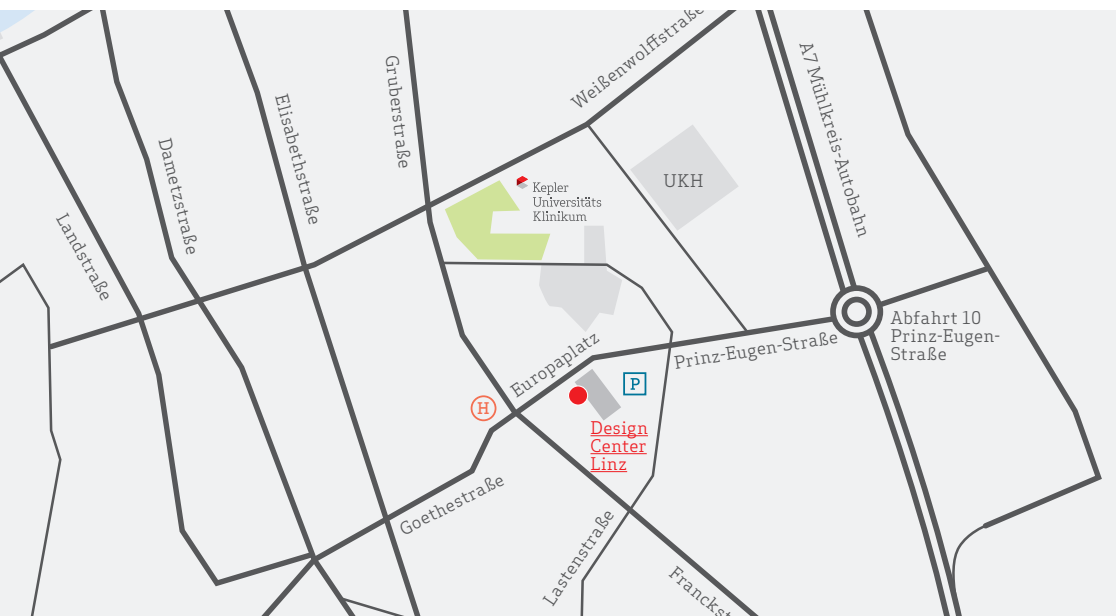 Weißenwolffstraße
A7 Mühlkreis-Autobahn
Gruberstraße
Elisabethstraße
Dametzstraße
Landstraße
UKH
Kepler
Universitäts
Klinikum
Abfahrt 10
Prinz-Eugen-
Straße
Prinz-Eugen-Straße
Europaplatz
P
H
Design
Center
Linz
Goethestraße
Lastenstraße
Franckst